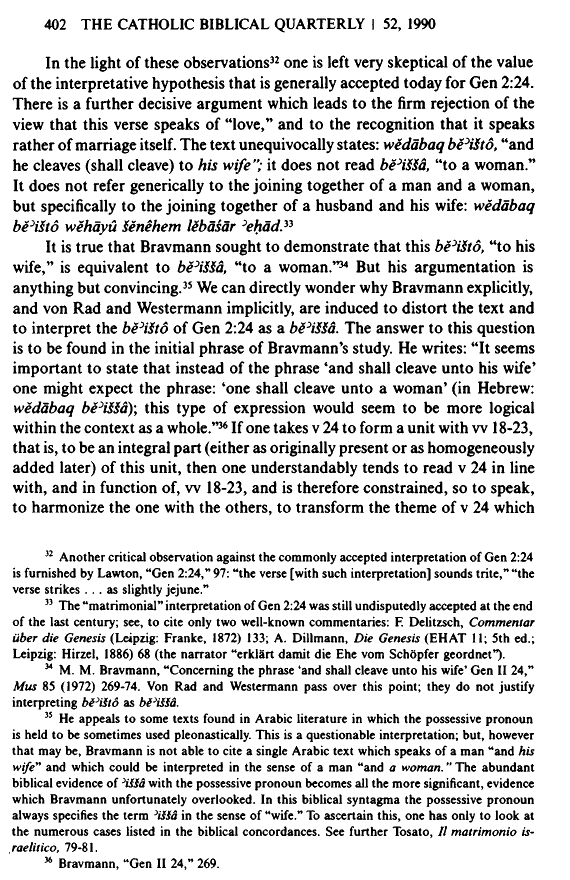 402 THE CATHOLIC BIBLICAL QUARTERLY | 52, 1990
In the light of these observations³² one is left very skeptical of the value
of the interpretative hypothesis that is generally accepted today for Gen 2:24.
There is a further decisive argument which leads to the firm rejection of the
view that this verse speaks of “love,” and to the recognition that it speaks
rather of marriage itself. The text unequivocally states: wĕdābaq bĕʾištô, “and
he cleaves (shall cleave) to his wife”; it does not read bĕʾiššâ, “to a woman.”
It does not refer generically to the joining together of a man and a woman,
but specifically to the joining together of a husband and his wife: wĕdābaq
bĕʾištô wĕhāyû šĕnêhem lĕbāśār ʾeḥād.³³
It is true that Bravmann sought to demonstrate that this bĕʾištô, “to his
wife,” is equivalent to bĕʾiššâ, “to a woman.”³⁴ But his argumentation is
anything but convincing.³⁵ We can directly wonder why Bravmann explicitly,
and von Rad and Westermann implicitly, are induced to distort the text and
to interpret the bĕʾištô of Gen 2:24 as a bĕʾiššâ. The answer to this question
is to be found in the initial phrase of Bravmann’s study. He writes: “It seems
important to state that instead of the phrase ‘and shall cleave unto his wife’
one might expect the phrase: ‘one shall cleave unto a woman’ (in Hebrew:
wĕdābaq bĕʾiššâ); this type of expression would seem to be more logical
within the context as a whole.”³⁶ If one takes v 24 to form a unit with vv 18-23,
that is, to be an integral part (either as originally present or as homogeneously
added later) of this unit, then one understandably tends to read v 24 in line
with, and in function of, vv 18-23, and is therefore constrained, so to speak,
to harmonize the one with the others, to transform the theme of v 24 which
³² Another critical observation against the commonly accepted interpretation of Gen 2:24
is furnished by Lawton, “Gen 2:24,” 97: “the verse [with such interpretation] sounds trite,” “the
verse strikes . . . as slightly jejune.”
³³ The “matrimonial” interpretation of Gen 2:24 was still undisputedly accepted at the end
of the last century; see, to cite only two well-known commentaries: F. Delitzsch, Commentar
über die Genesis (Leipzig: Franke, 1872) 133; A. Dillmann, Die Genesis (EHAT 11; 5th ed.;
Leipzig: Hirzel, 1886) 68 (the narrator “erklärt damit die Ehe vom Schöpfer geordnet”).
³⁴ M. M. Bravmann, “Concerning the phrase ‘and shall cleave unto his wife’ Gen II 24,”
Mus 85 (1972) 269-74. Von Rad and Westermann pass over this point; they do not justify
interpreting bĕʾištô as bĕʾiššâ.
³⁵ He appeals to some texts found in Arabic literature in which the possessive pronoun
is held to be sometimes used pleonastically. This is a questionable interpretation; but, however
that may be, Bravmann is not able to cite a single Arabic text which speaks of a man “and his
wife” and which could be interpreted in the sense of a man “and a woman.” The abundant
biblical evidence of ʾiššâ with the possessive pronoun becomes all the more significant, evidence
which Bravmann unfortunately overlooked. In this biblical syntagma the possessive pronoun
always specifies the term ʾiššâ in the sense of “wife.” To ascertain this, one has only to look at
the numerous cases listed in the biblical concordances. See further Tosato, Il matrimonio is-
raelitico, 79-81.
³⁶ Bravmann, “Gen II 24,” 269.